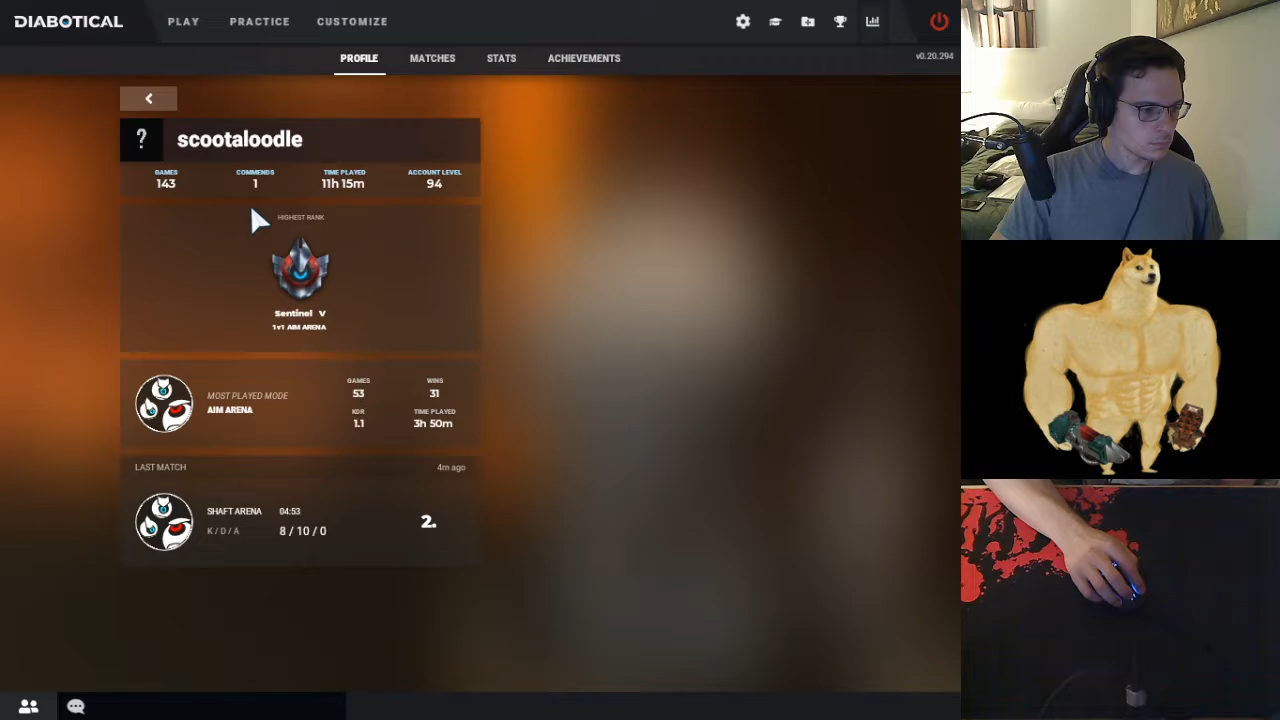 DIABOTICAL PLAY PRACTICE CUSTOMIZE
PROFILE MATCHES STATS ACHIEVEMENTS v0.20.294
? scootaloodle
GAMES COMMENDS TIME PLAYED ACCOUNT LEVEL
143 1 11h 15m 94
HIGHEST RANK
Sentinel V
1v1 AIM ARENA
GAMES WINS
MOST PLAYED MODE 53 31
AIM ARENA KDR TIME PLAYED
1.1 3h 50m
LAST MATCH 4m ago
SHAFT ARENA 04:53
K / D / A 8 / 10 / 0 2.